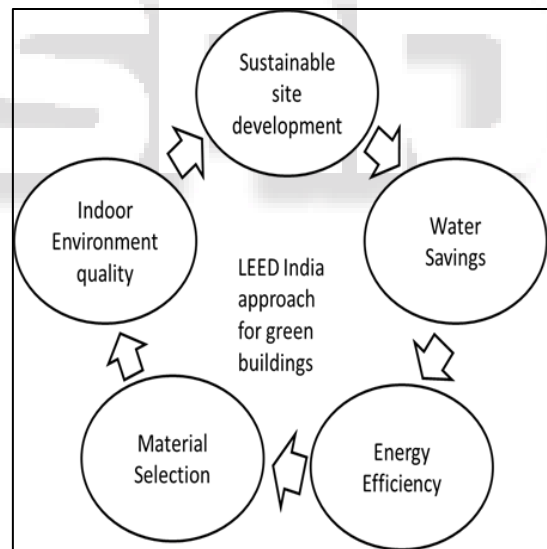 Sustainable
site
development
Water
Savings
Energy
Efficiency
Material
Selection
Indoor
Environment
quality
LEED India
approach
for green
buildings